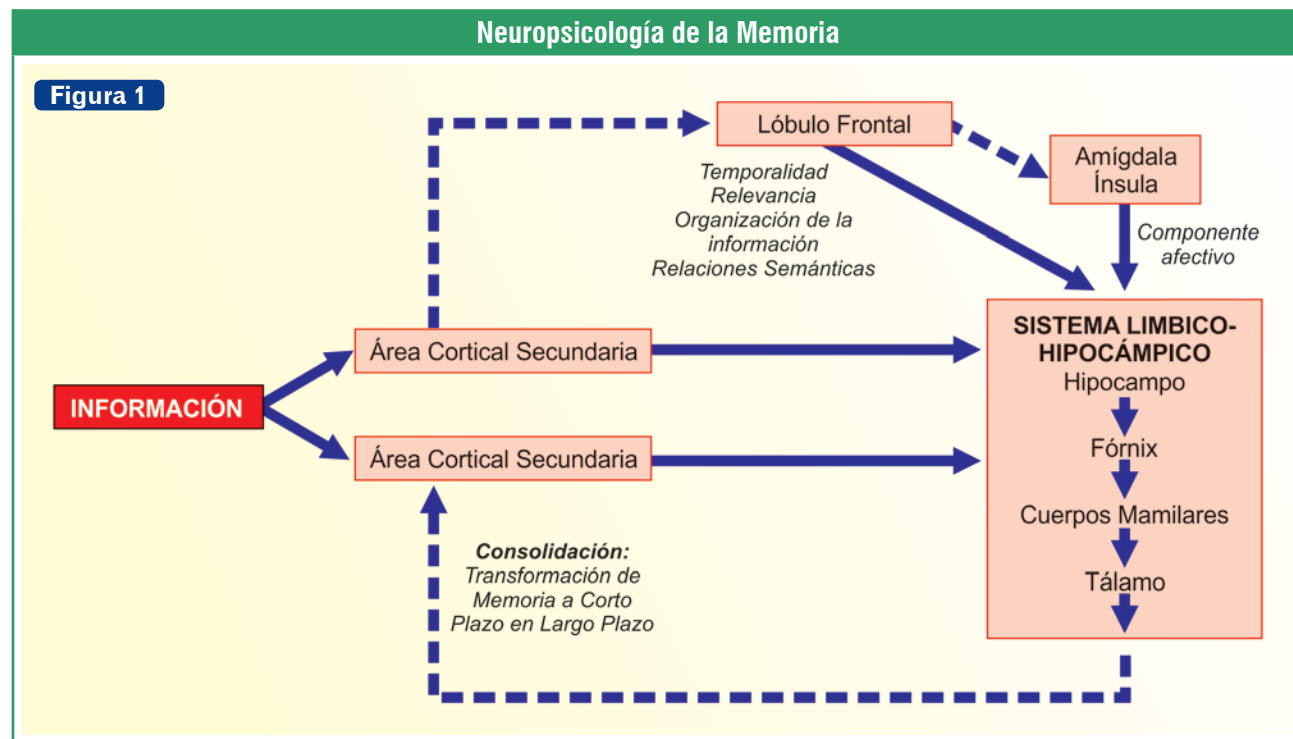 Neuropsicología de la Memoria
Figura 1
Lóbulo Frontal
Amígdala
Ínsula
Temporalidad
Relevancia
Organización de la
información
Relaciones Semánticas
Componente
afectivo
Área Cortical Secundaria
INFORMACIÓN
Área Cortical Secundaria
SISTEMA LIMBICO-
HIPOCÁMPICO
Hipocampo
Fórnix
Cuerpos Mamilares
Tálamo
Consolidación:
Transformación de
Memoria a Corto
Plazo en Largo Plazo